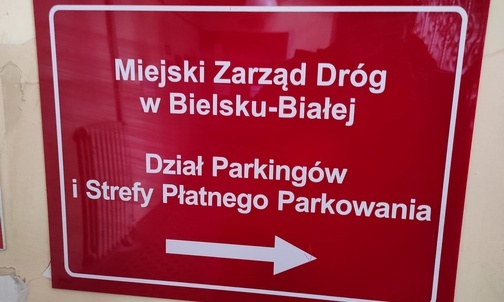 Miejski Zarząd Dróg
w Bielsku-Białej
Dział Parkingów
i Strefy Płatnego Parkowania